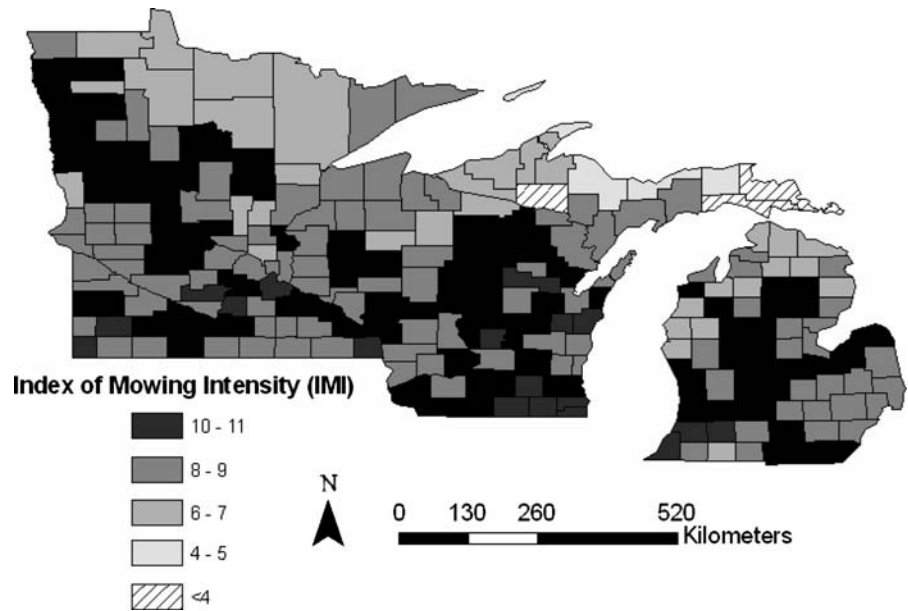 Index of Mowing Intensity (IMI)
10 - 11
8 - 9
6 - 7
4 - 5
<4
N
0 130 260 520
Kilometers